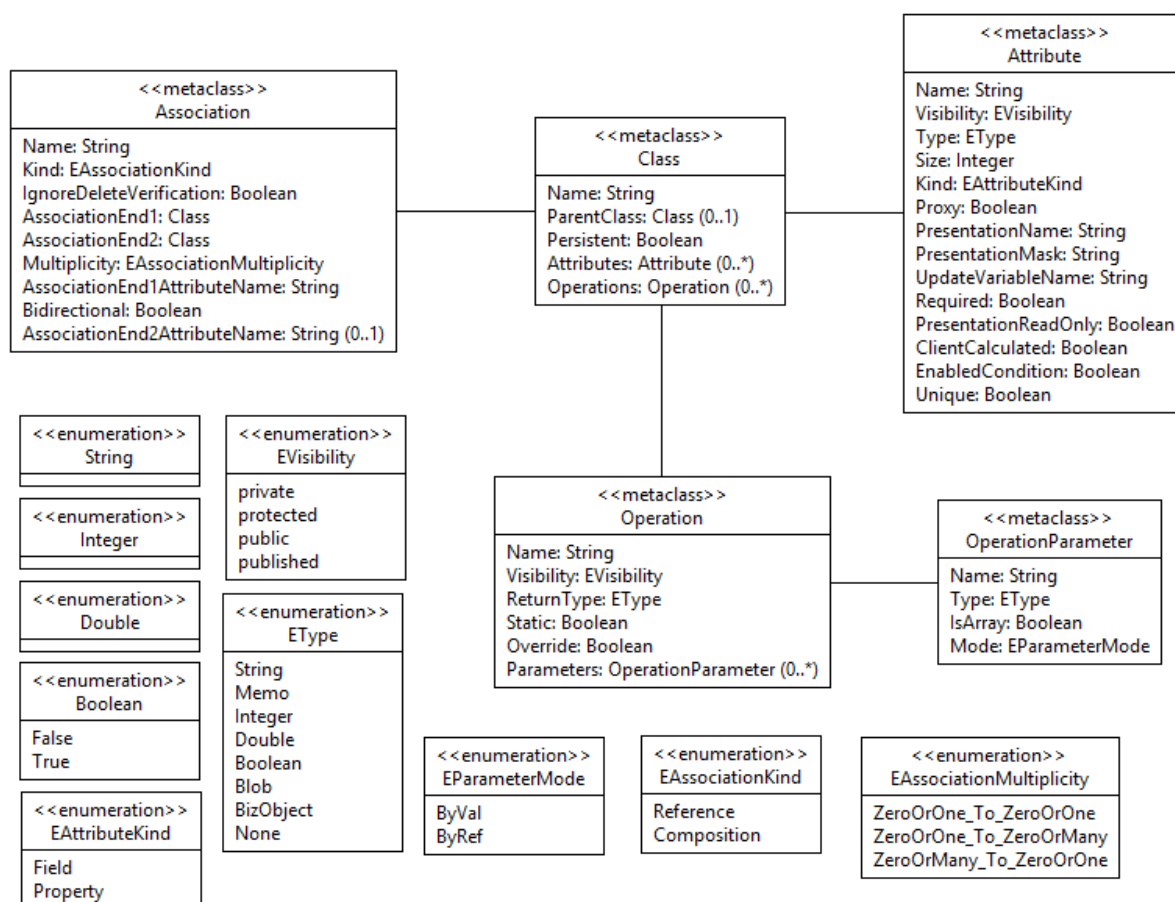 <<metaclass>>
Association
Name: String
Kind: EAssociationKind
IgnoreDeleteVerification: Boolean
AssociationEnd1: Class
AssociationEnd2: Class
Multiplicity: EAssociationMultiplicity
AssociationEnd1AttributeName: String
Bidirectional: Boolean
AssociationEnd2AttributeName: String (0..1)
<<metaclass>>
Class
Name: String
ParentClass: Class (0..1)
Persistent: Boolean
Attributes: Attribute (0..*)
Operations: Operation (0..*)
<<metaclass>>
Attribute
Name: String
Visibility: EVisibility
Type: EType
Size: Integer
Kind: EAttributeKind
Proxy: Boolean
PresentationName: String
PresentationMask: String
UpdateVariableName: String
Required: Boolean
PresentationReadOnly: Boolean
ClientCalculated: Boolean
EnabledCondition: Boolean
Unique: Boolean
<<enumeration>>
String
<<enumeration>>
Integer
<<enumeration>>
Double
<<enumeration>>
Boolean
False
True
<<enumeration>>
EAttributeKind
Field
Property
<<enumeration>>
EVisibility
private
protected
public
published
<<enumeration>>
EType
String
Memo
Integer
Double
Boolean
Blob
BizObject
None
<<metaclass>>
Operation
Name: String
Visibility: EVisibility
ReturnType: EType
Static: Boolean
Override: Boolean
Parameters: OperationParameter (0..*)
<<metaclass>>
OperationParameter
Name: String
Type: EType
IsArray: Boolean
Mode: EParameterMode
<<enumeration>>
EParameterMode
ByVal
ByRef
<<enumeration>>
EAssociationKind
Reference
Composition
<<enumeration>>
EAssociationMultiplicity
ZeroOrOne_To_ZeroOrOne
ZeroOrOne_To_ZeroOrMany
ZeroOrMany_To_ZeroOrOne